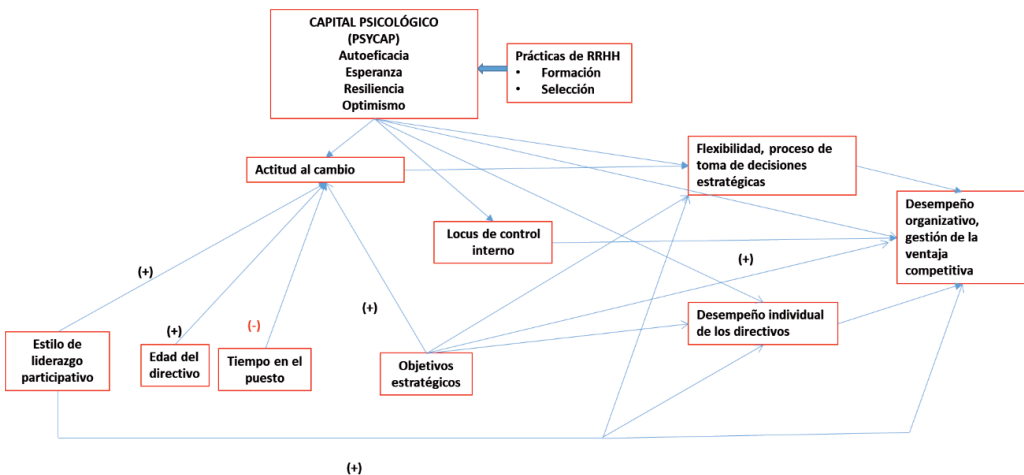 CAPITAL PSICOLÓGICO
(PSYCAP)
Autoeficacia
Esperanza
Resiliencia
Optimismo
Prácticas de RRHH
• Formación
• Selección
Actitud al cambio
Flexibilidad, proceso de
toma de decisiones
estratégicas
Desempeño
organizativo,
gestión de la
ventaja
competitiva
Locus de control
interno
(+)
(+)
(+)
(-)
(+)
Desempeño individual
de los directivos
Estilo de
liderazgo
participativo
Edad del
directivo
Tiempo en el
puesto
Objetivos
estratégicos
(+)